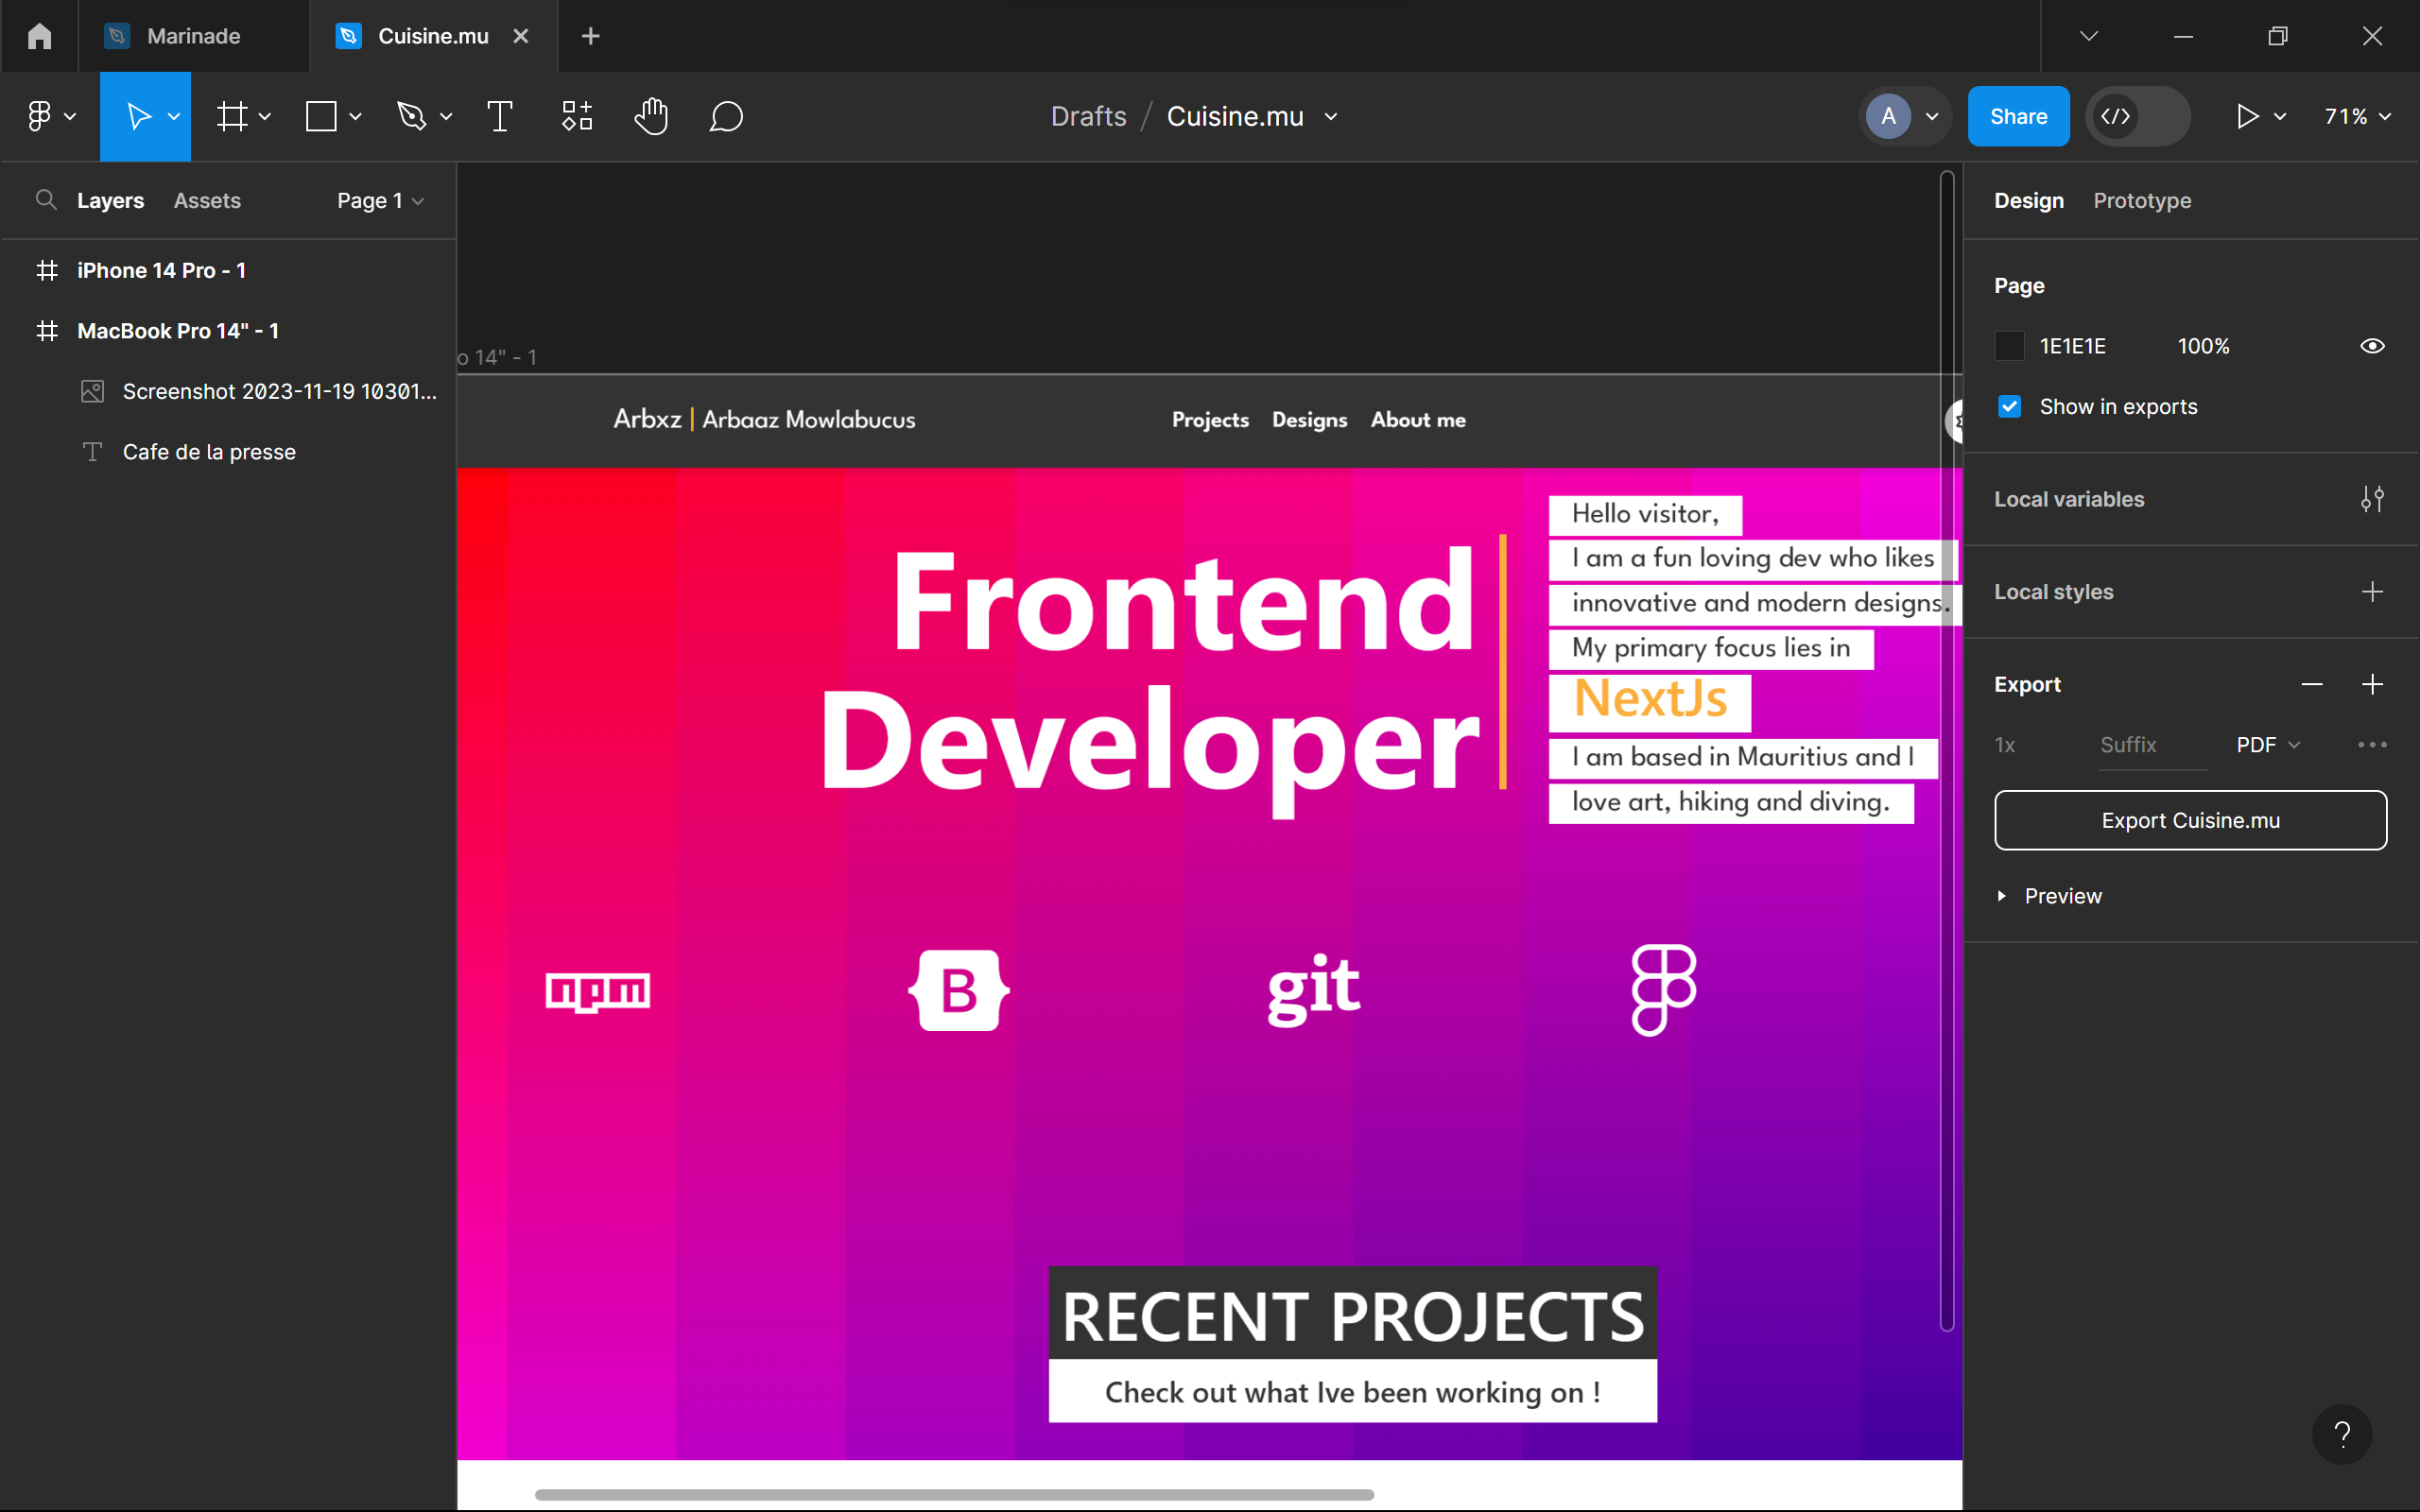 Marinade
Cuisine.mu
Drafts / Cuisine.mu
A
Share
71%
Layers
Assets
Page 1
iPhone 14 Pro - 1
MacBook Pro 14" - 1
Screenshot 2023-11-19 10301...
Cafe de la presse
o 14" - 1
Arbxz | Arbaaz Mowlabucus
Projects
Designs
About me
Frontend
Developer
Hello visitor,
I am a fun loving dev who likes
innovative and modern designs.
My primary focus lies in
NextJs
I am based in Mauritius and I
love art, hiking and diving.
npm
B
git
RECENT PROJECTS
Check out what Ive been working on !
Design
Prototype
Page
1E1E1E
100%
Show in exports
Local variables
Local styles
Export
1x
Suffix
PDF
Export Cuisine.mu
Preview
?